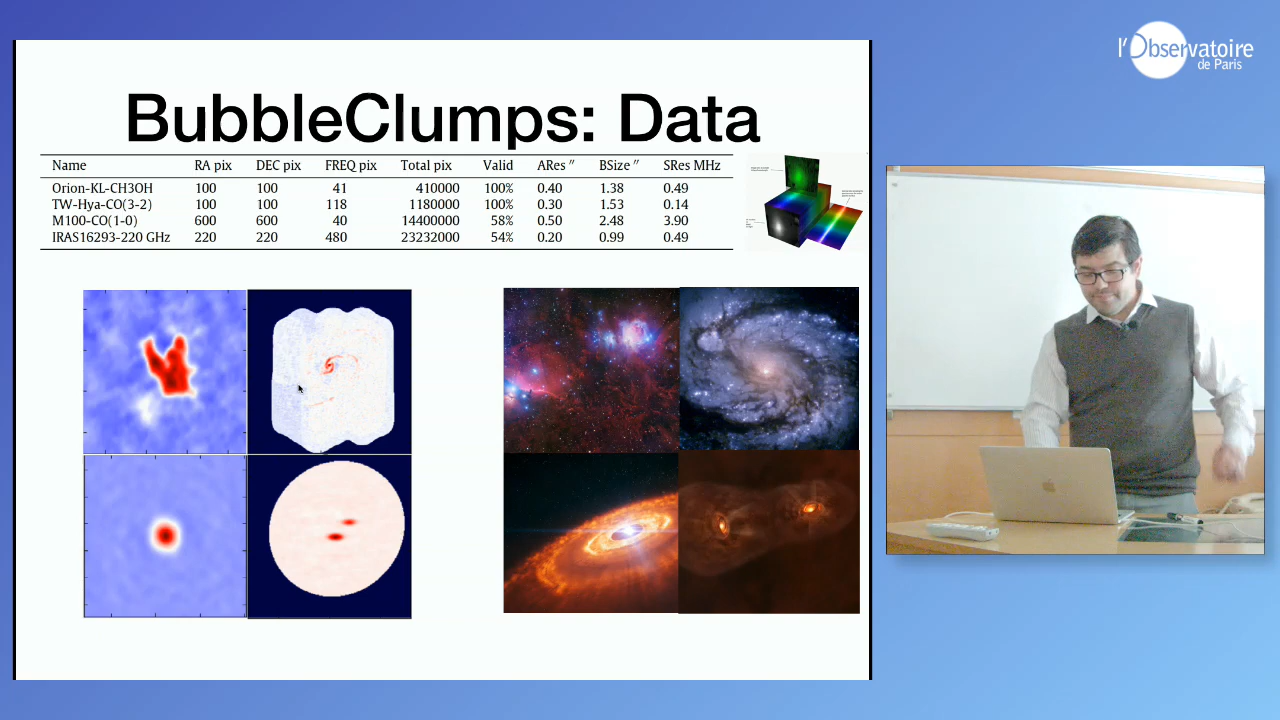 l'Observatoire
de Paris
BubbleClumps: Data
Name RA pix DEC pix FREQ pix Total pix Valid ARes ″ BSize ″ SRes MHz
Orion-KL-CH3OH 100 100 41 410000 100% 0.40 1.38 0.49
TW-Hya-CO(3-2) 100 100 118 1180000 100% 0.30 1.53 0.14
M100-CO(1-0) 600 600 40 14400000 58% 0.50 2.48 3.90
IRAS16293-220 GHz 220 220 480 23232000 54% 0.20 0.99 0.49